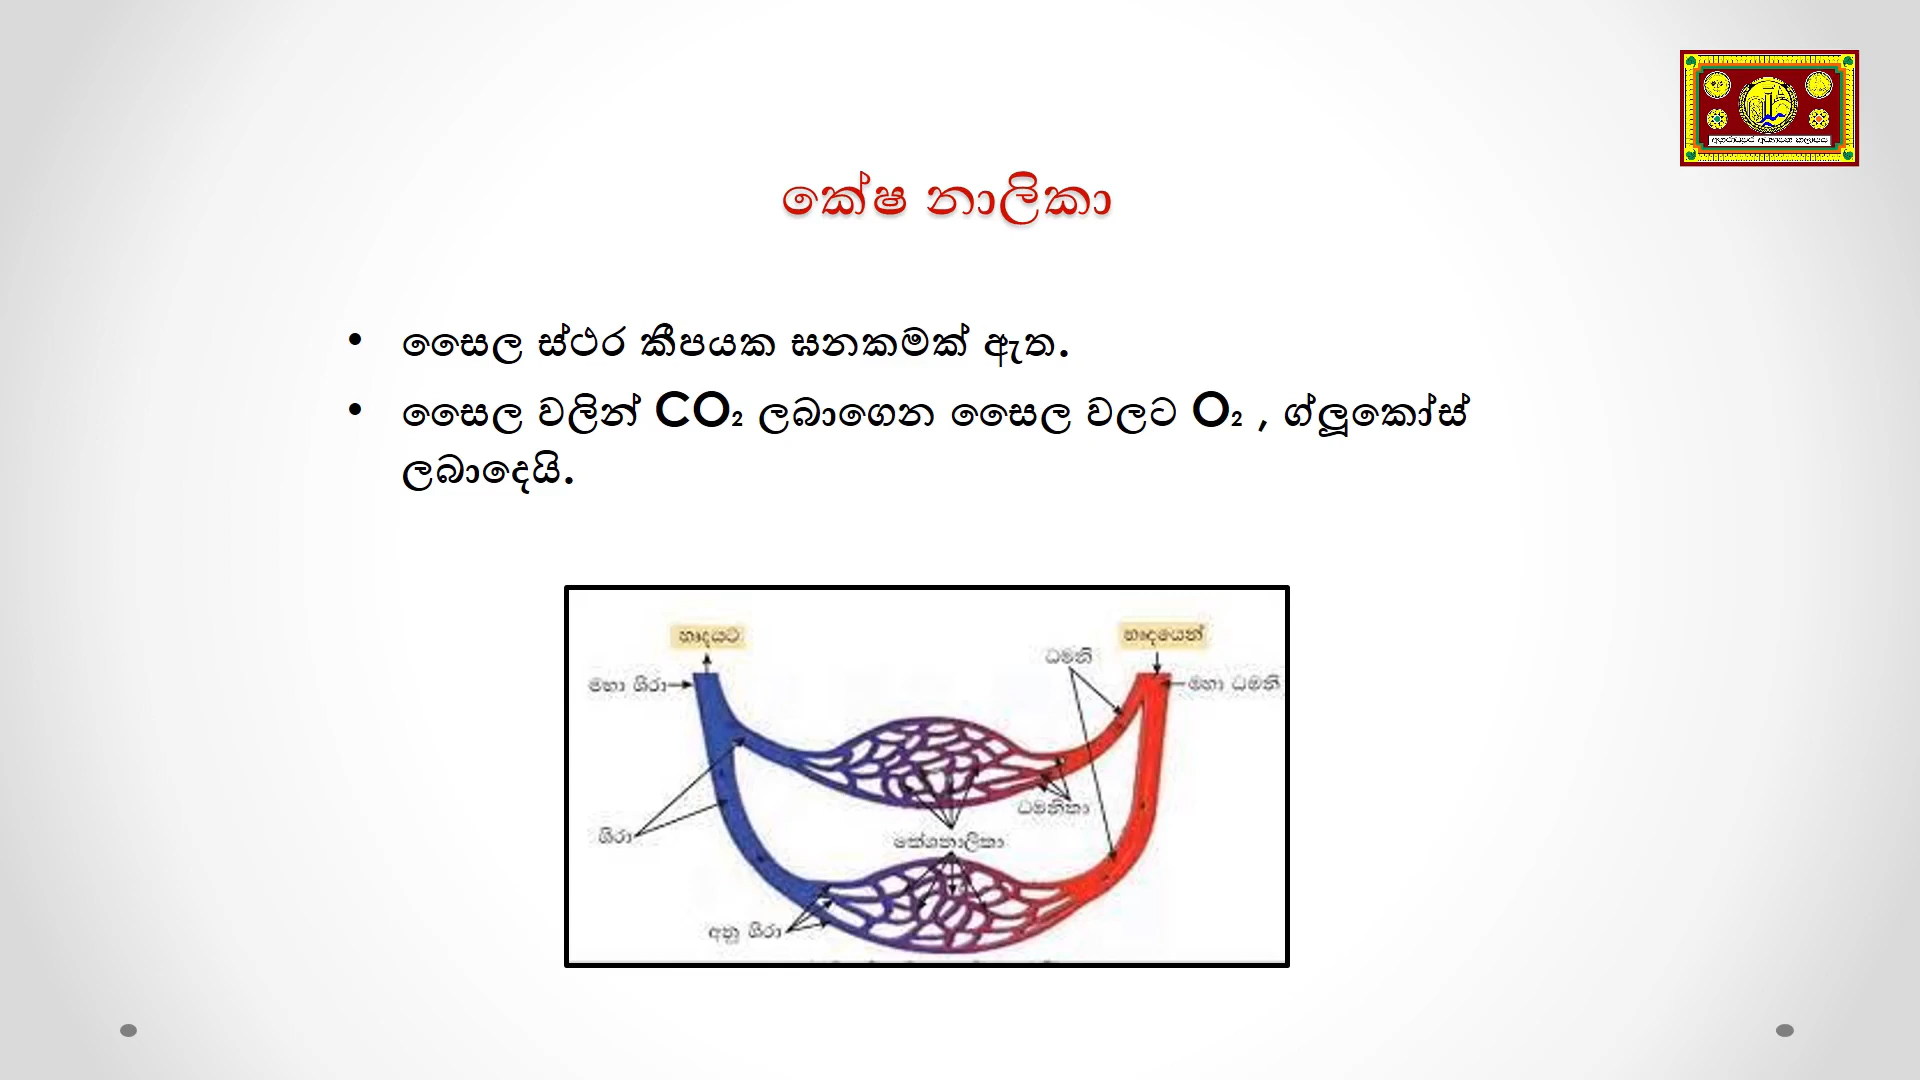 කේෂ නාලිකා
• සෛල ස්ථර කීපයක ඝනකමක් ඇත.
• සෛල වලින් CO₂ ලබාගෙන සෛල වලට O₂ , ග්ලූකෝස්
ලබාදෙයි.
හෘදයට
හෘදයෙන්
ධමනි
මහා ශිරා
මහා ධමනි
ධමනිකා
ශිරා
කේශනාලිකා
අනු ශිරා